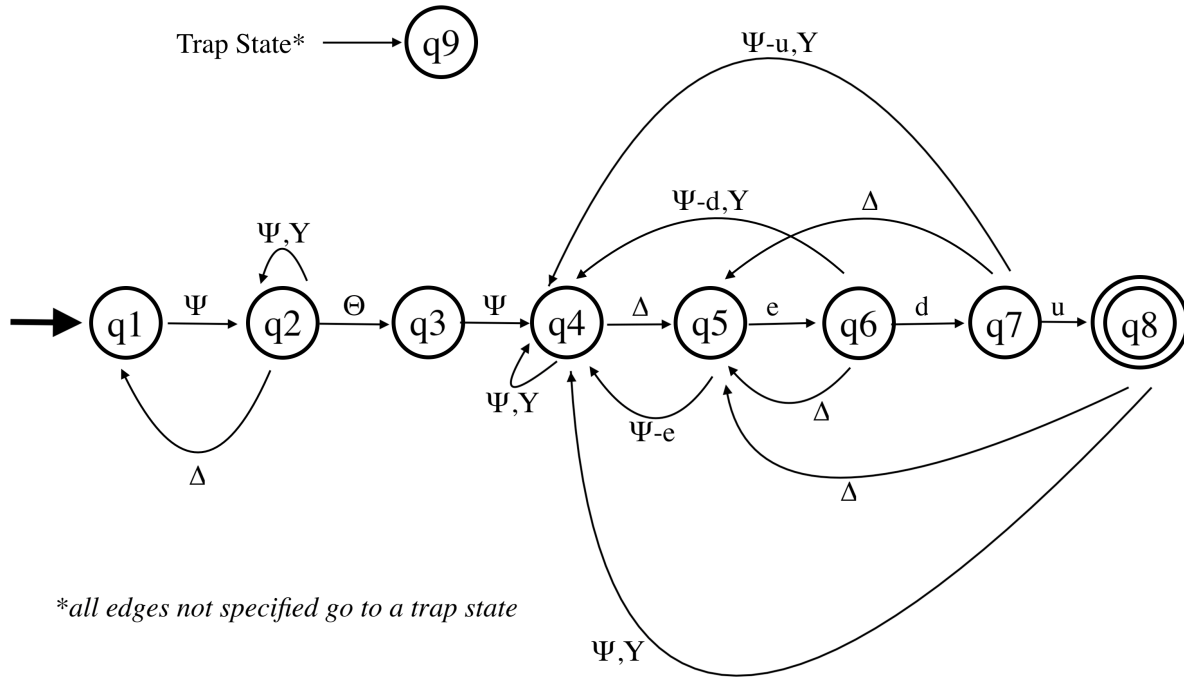 Trap State* q9
Ψ-u,Y
Ψ-d,Y
Δ
Ψ,Y
q1 Ψ q2 Θ q3 Ψ q4 Δ q5 e q6 d q7 u q8
Ψ,Y
Ψ-e
Δ
Δ
Δ
*all edges not specified go to a trap state
Ψ,Y